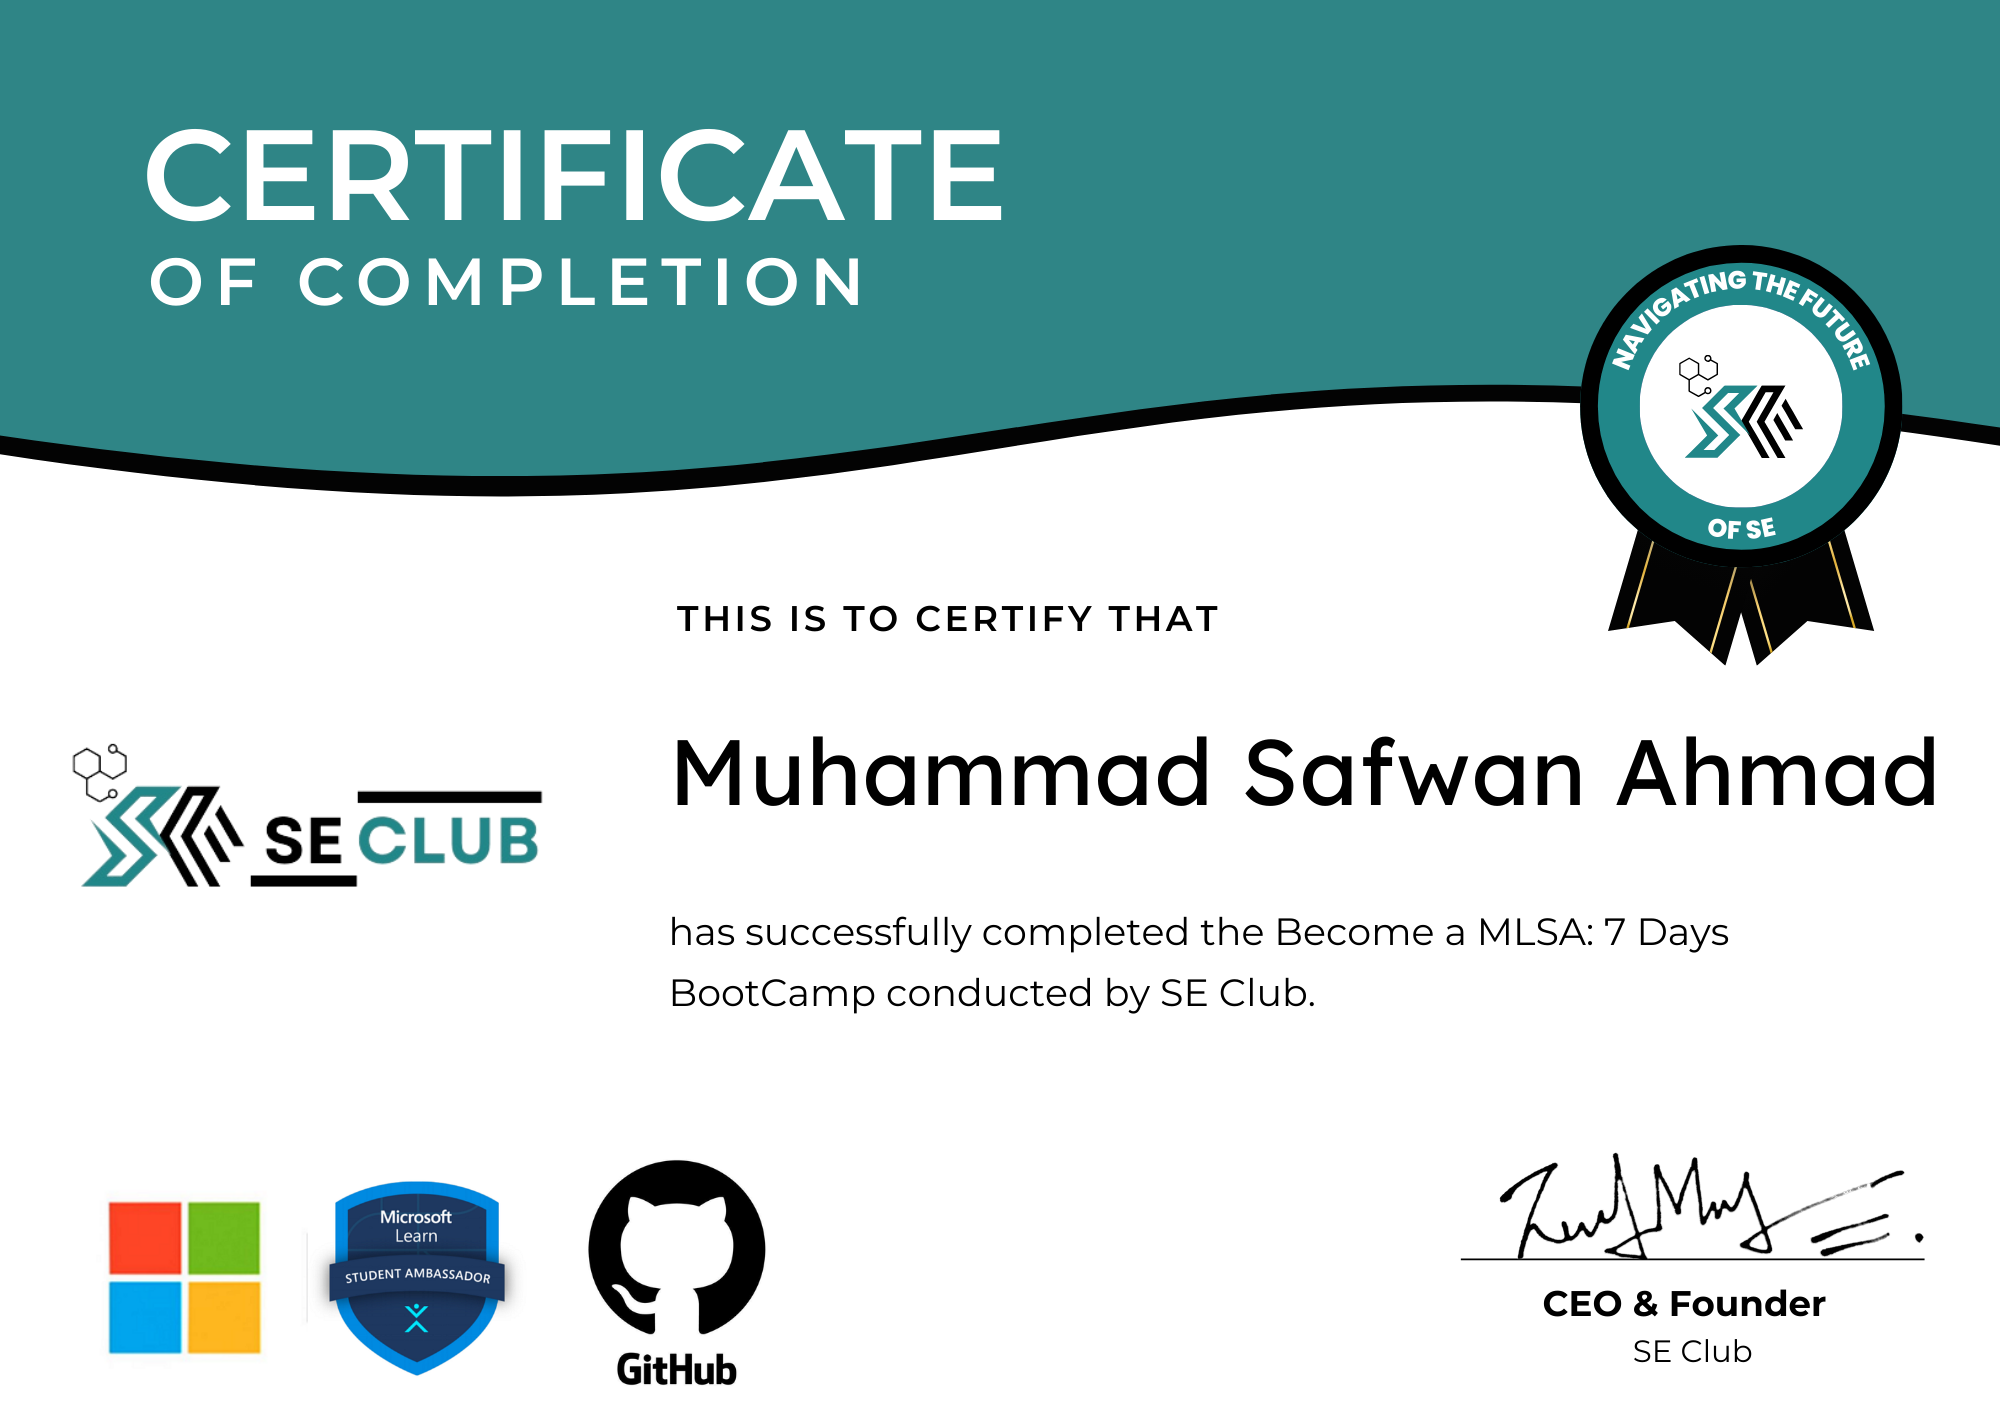 CERTIFICATE
OF COMPLETION
NAVIGATING THE FUTURE
OF SE
THIS IS TO CERTIFY THAT
Muhammad Safwan Ahmad
SE CLUB
has successfully completed the Become a MLSA: 7 Days
BootCamp conducted by SE Club.
Microsoft
Learn
STUDENT AMBASSADOR
GitHub
CEO & Founder
SE Club